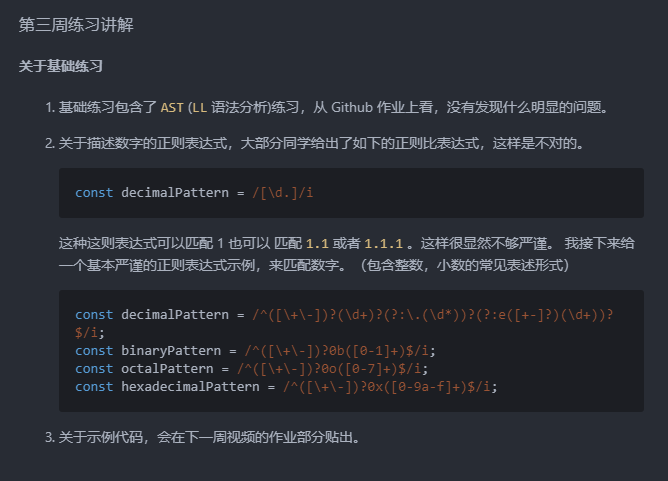 第三周练习讲解
关于基础练习
1. 基础练习包含了 AST (LL 语法分析)练习，从 Github 作业上看，没有发现什么明显的问题。
2. 关于描述数字的正则表达式，大部分同学给出了如下的正则比表达式，这样是不对的。
const decimalPattern = /[\d.]/i
这种这则表达式可以匹配 1 也可以 匹配 1.1 或者 1.1.1 。这样很显然不够严谨。 我接下来给
一个基本严谨的正则表达式示例，来匹配数字。（包含整数，小数的常见表述形式）
const decimalPattern = /^([\+\-])?(\d+)?(?:\.(\d*))?(?:e([+-]?)(\d+))?
$/i;
const binaryPattern = /^([\+\-])?0b([0-1]+)$/i;
const octalPattern = /^([\+\-])?0o([0-7]+)$/i;
const hexadecimalPattern = /^([\+\-])?0x([0-9a-f]+)$/i;
3. 关于示例代码，会在下一周视频的作业部分贴出。